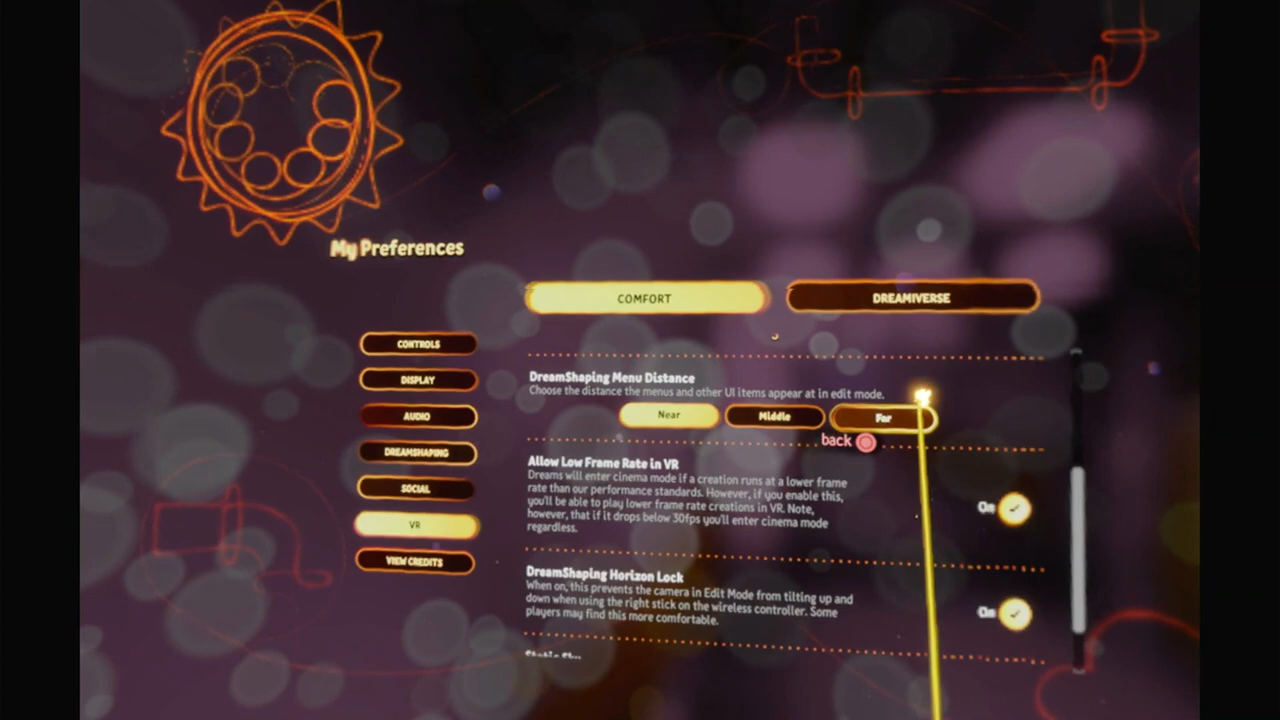 My Preferences
COMFORT
DREAMIVERSE
CONTROLS
DISPLAY
AUDIO
DREAMSHAPING
SOCIAL
VR
VIEW CREDITS
DreamShaping Menu Distance
Choose the distance the menus and other UI items appear at in edit mode.
Near
Middle
Far
back
Allow Low Frame Rate in VR
Dreams will enter cinema mode if a creation runs at a lower frame
rate than our performance standards. However, if you enable this,
you'll be able to play lower frame rate creations in VR. Note,
however, that if it drops below 30fps you'll enter cinema mode
regardless.
On
DreamShaping Horizon Lock
When on, this prevents the camera in Edit Mode from tilting up and
down when using the right stick on the wireless controller. Some
players may find this more comfortable.
On